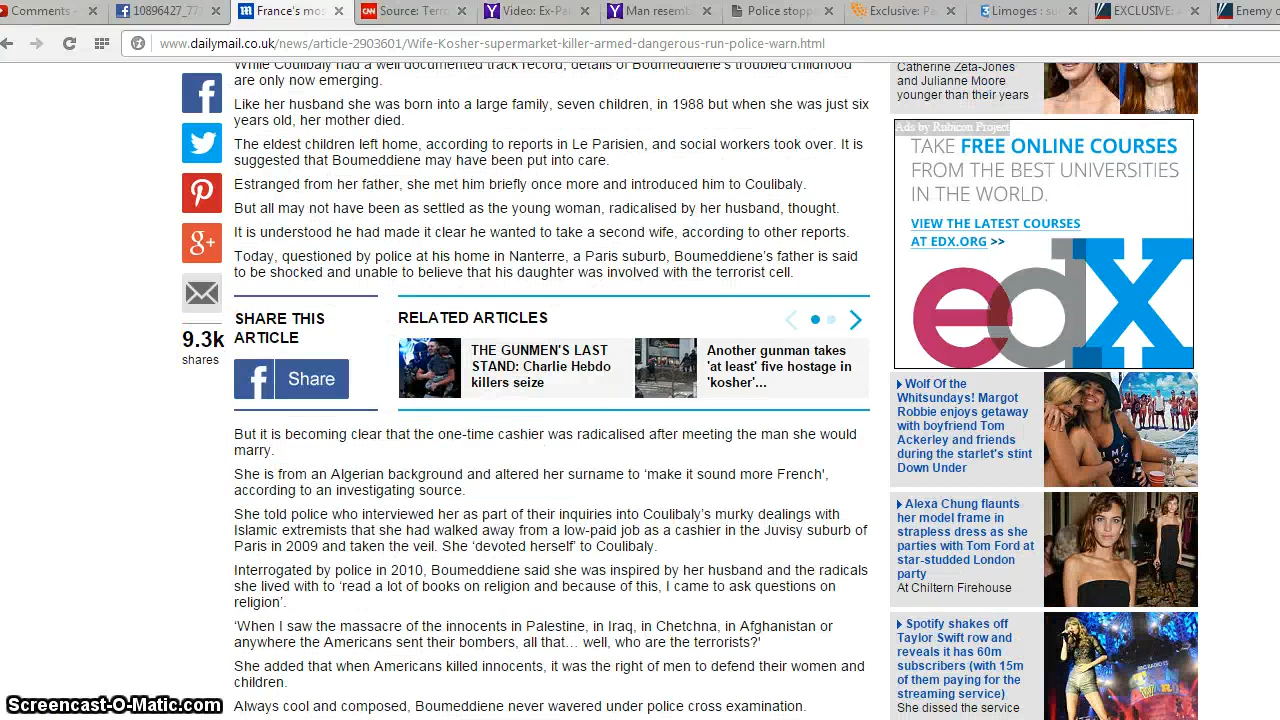 Comments -
10896427_77
France's mos
Source: Terro
Video: Ex-Pa
Man resemb
Police stopp
Exclusive: Pa
Limoges : su
EXCLUSIVE:
Enemy o
www.dailymail.co.uk/news/article-2903601/Wife-Kosher-supermarket-killer-armed-dangerous-run-police-warn.html
While Coulibaly had a well documented track record, details of Boumeddiene's troubled childhood
are only now emerging.
Like her husband she was born into a large family, seven children, in 1988 but when she was just six
years old, her mother died.
The older children left home, according to reports in Le Parisien, and social workers took over. It is
suggested that Boumeddiene may have been put into care.
Estranged from her father, she met him briefly once more and introduced him to Coulibaly.
But all may not have been as settled as the young woman, radicalised by her husband, thought.
It is understood he had made it clear he wanted to take a second wife, according to other reports.
Today, questioned by police at his home in Nanterre, a Paris suburb, Boumeddiene's father is said
to be shocked and unable to believe that his daughter was involved with the terrorist cell.
9.3k
shares
SHARE THIS
ARTICLE
Share
RELATED ARTICLES
THE GUNMEN'S LAST
STAND: Charlie Hebdo
killers seize
Another gunman takes
'at least' five hostage in
'kosher'...
But it is becoming clear that the one-time cashier was radicalised after meeting the man she would
marry.
She is from an Algerian background and altered her surname to ‘make it sound more French',
according to an investigating source.
She told police who interviewed her as part of their inquiries into Coulibaly’s murky dealings with
Islamic extremists that she had walked away from a low-paid job as a cashier in the Juvisy suburb of
Paris in 2009 and taken the veil. She ‘devoted herself’ to Coulibaly.
Interviewed by police in 2010, Boumeddiene said she was inspired by her husband and the radicals
she lived with to ‘read a lot of books on religion and because of this, I came to ask questions on
religion’.
‘When I saw the massacre of the innocents in Palestine, in Iraq, in Chetchna, in Afghanistan or
anywhere the Americans sent their bombers, all that… well, who are the terrorists?’
She added that when Americans killed innocents, it was the right of men to defend their women and
children.
Always cool and composed, Boumeddiene never wavered under police cross examination.
Catherine Zeta-Jones
and Julianne Moore
younger than their years
Ads by Rubicon Project
TAKE FREE ONLINE COURSES
FROM THE BEST UNIVERSITIES
IN THE WORLD.
VIEW THE LATEST COURSES
AT EDX.ORG >>
edX
Wolf Of the
Whitsundays! Margot
Robbie enjoys getaway
with boyfriend Tom
Ackerley and friends
during the starlet's stint
Down Under
Alexa Chung flaunts
her model frame in
strapless dress as she
parties with Tom Ford at
star-studded London
party
At Chiltern Firehouse
Spotify shakes off
Taylor Swift row and
reveals it has 60m
subscribers (with 15m
of them paying for the
streaming service)
She dissed the service
Screencast-O-Matic.com